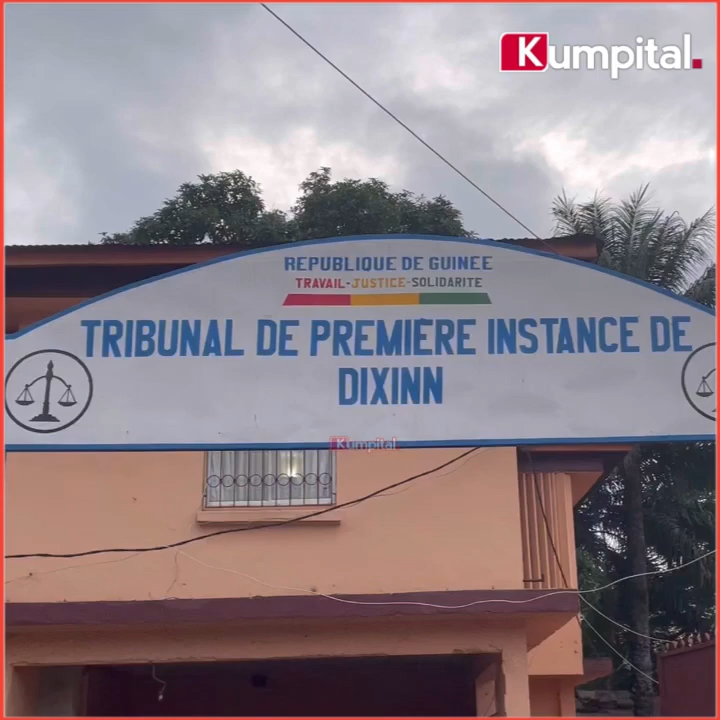 Kumpital.
REPUBLIQUE DE GUINEE
TRAVAIL-JUSTICE-SOLIDARITE
TRIBUNAL DE PREMIÈRE INSTANCE DE
DIXINN
Kumpital